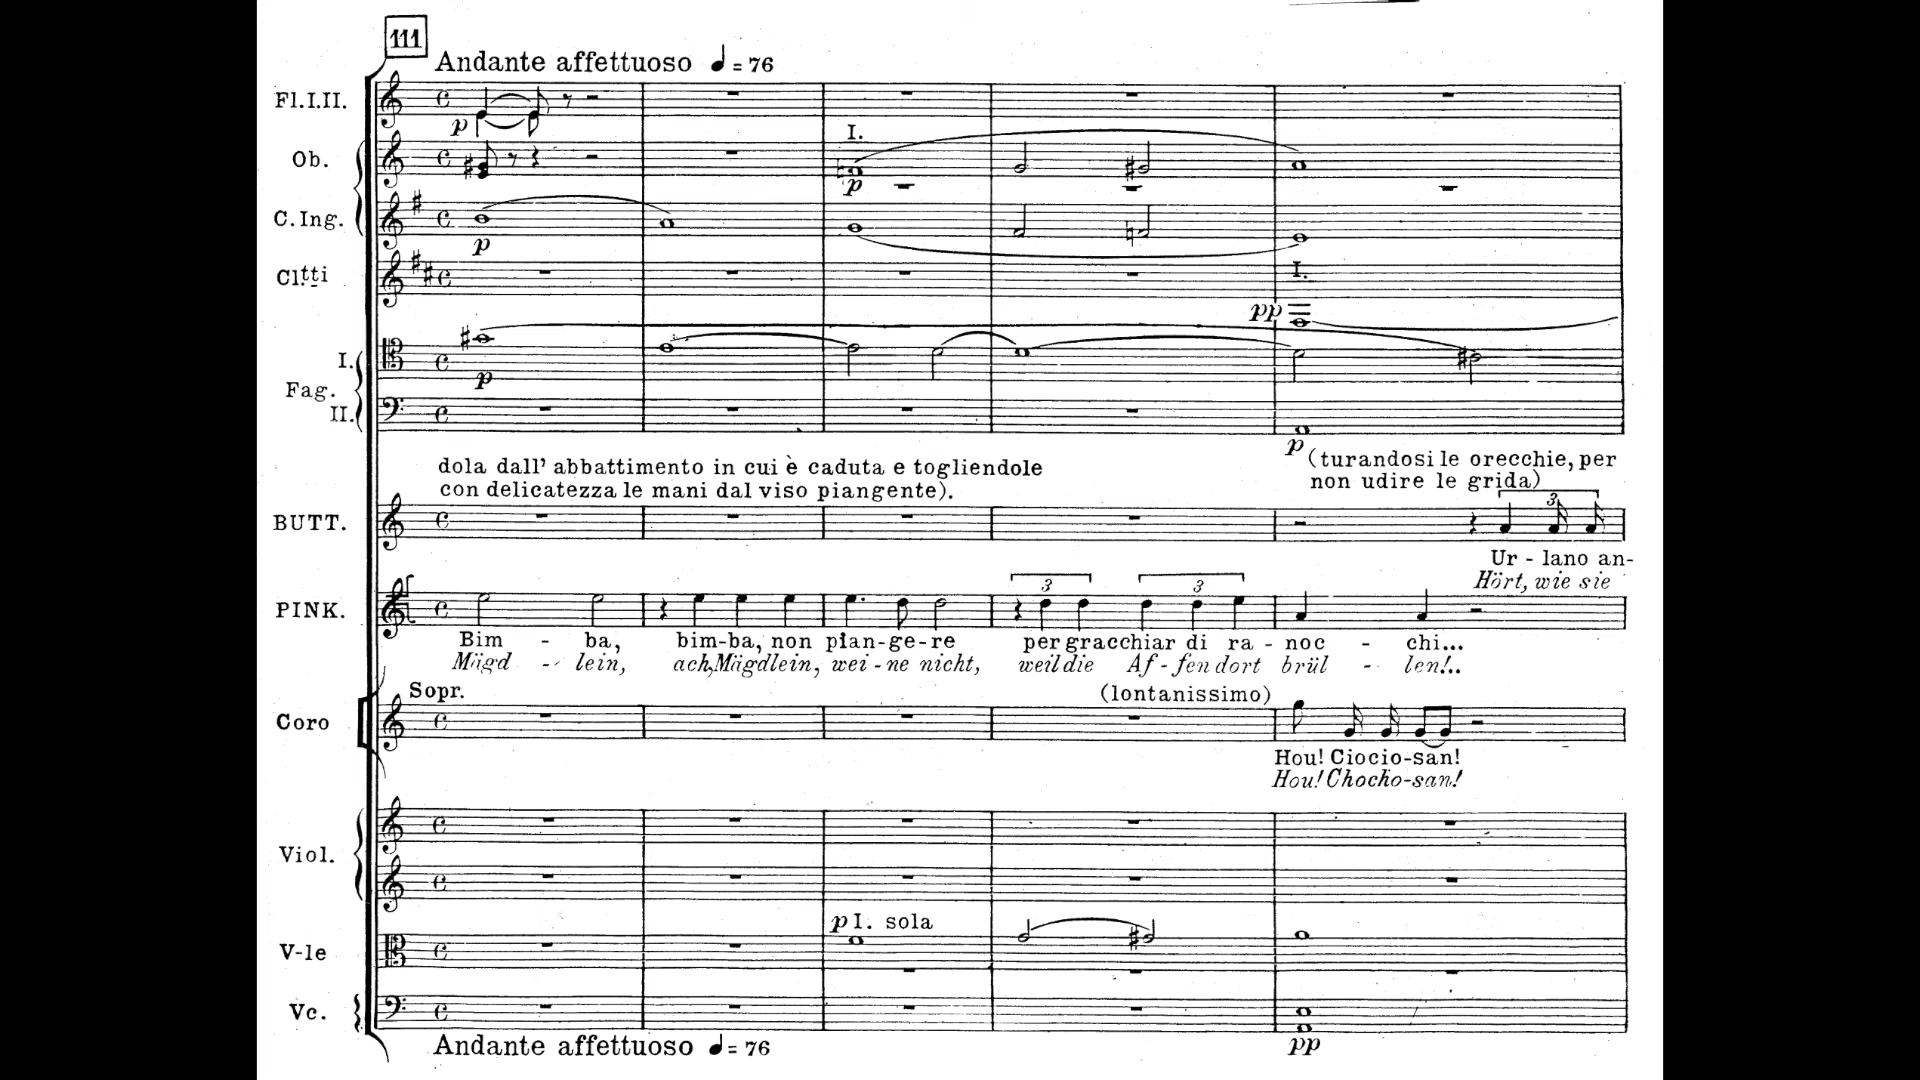 111
Andante affettuoso ♩ = 76
Fl. I. II.
p
I.
Ob.
p
C. Ing.
p
Cl.tti
I.
pp
I.
Fag.
II.
p
p
dola dall' abbattimento in cui è caduta e togliendole
con delicatezza le mani dal viso piangente).
(turandosi le orecchie, per
non udire le grida)
3
BUTT.
Ur - lano an-
Hört, wie sie
3 3
PINK.
Bim - ba, bim-ba, non pian-ge-re per gracchiar di ra - noc - chi...
Mägd - lein, ach, Mägdlein, wei-ne nicht, weil die Af-fen dort brül - len!..
Sopr.
(lontanissimo)
Coro
Hou! Ciocio-san!
Hou! Chocho-san!
Viol.
p I. sola
V-le
Vc.
pp
Andante affettuoso ♩ = 76